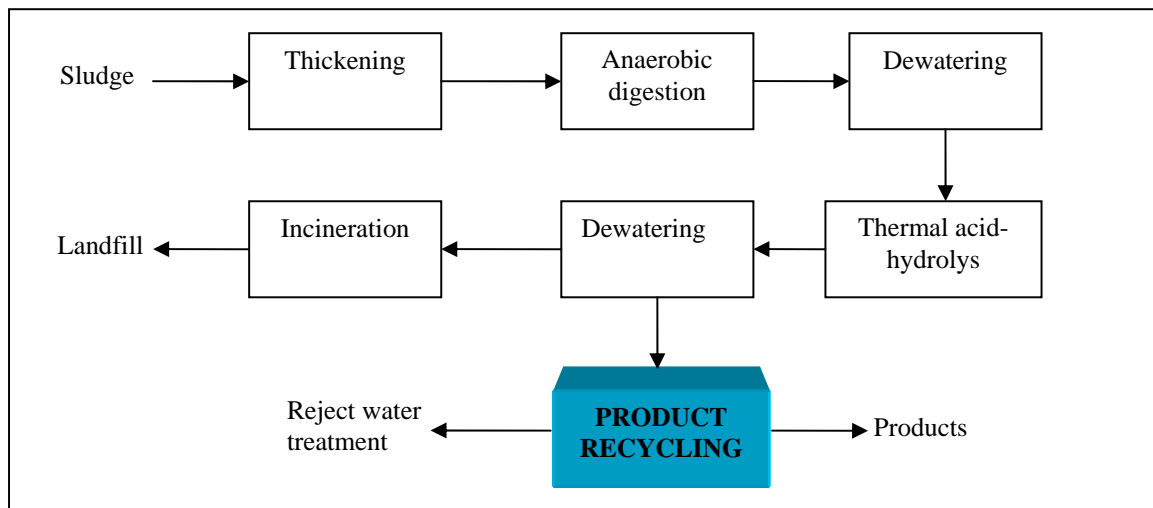 Sludge
Thickening
Anaerobic
digestion
Dewatering
Landfill
Incineration
Dewatering
Thermal acid-
hydrolys
Reject water
treatment
PRODUCT
RECYCLING
Products